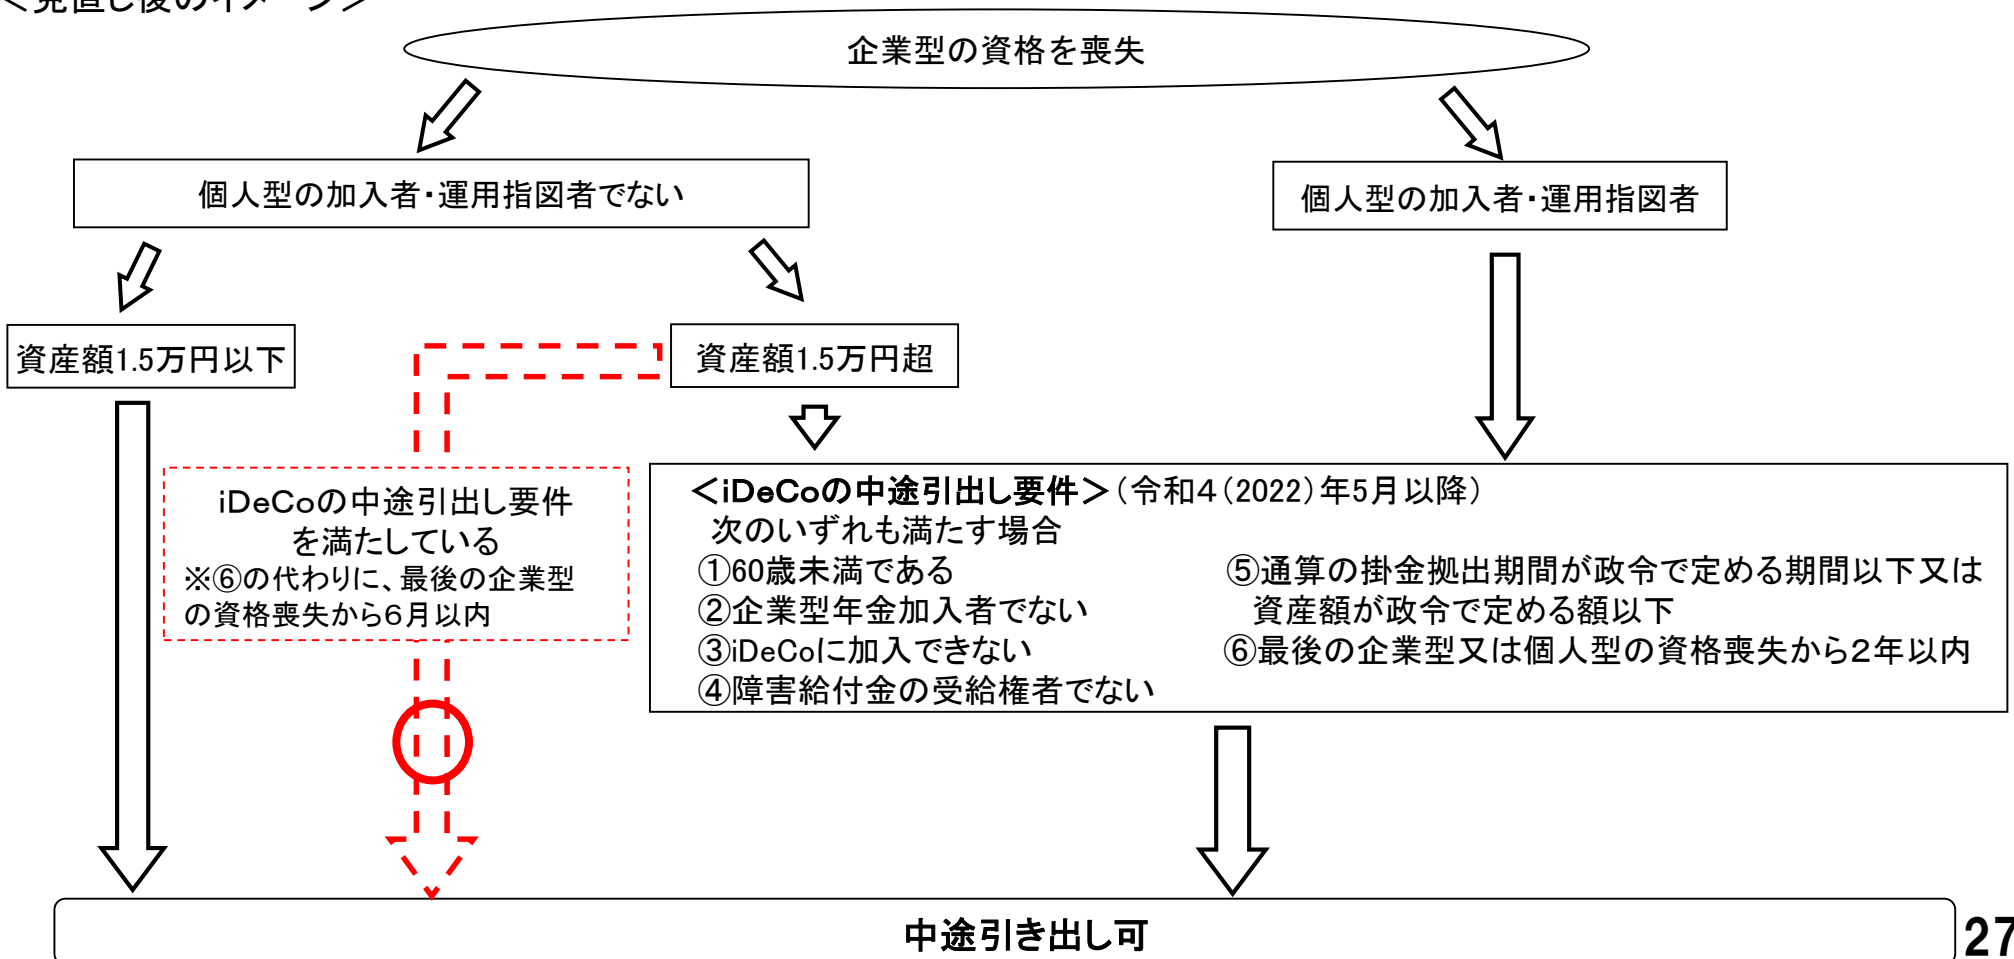 ＜見直し後のイメージ＞
企業型の資格を喪失
個人型の加入者・運用指図者でない
個人型の加入者・運用指図者
資産額1.5万円以下
資産額1.5万円超
iDeCoの中途引出し要件
を満たしている
※⑥の代わりに、最後の企業型
の資格喪失から６月以内
＜iDeCoの中途引出し要件＞（令和４（2022）年5月以降）
次のいずれも満たす場合
①60歳未満である
②企業型年金加入者でない
③iDeCoに加入できない
④障害給付金の受給権者でない
⑤通算の掛金拠出期間が政令で定める期間以下又は
資産額が政令で定める額以下
⑥最後の企業型又は個人型の資格喪失から２年以内
中途引き出し可
27